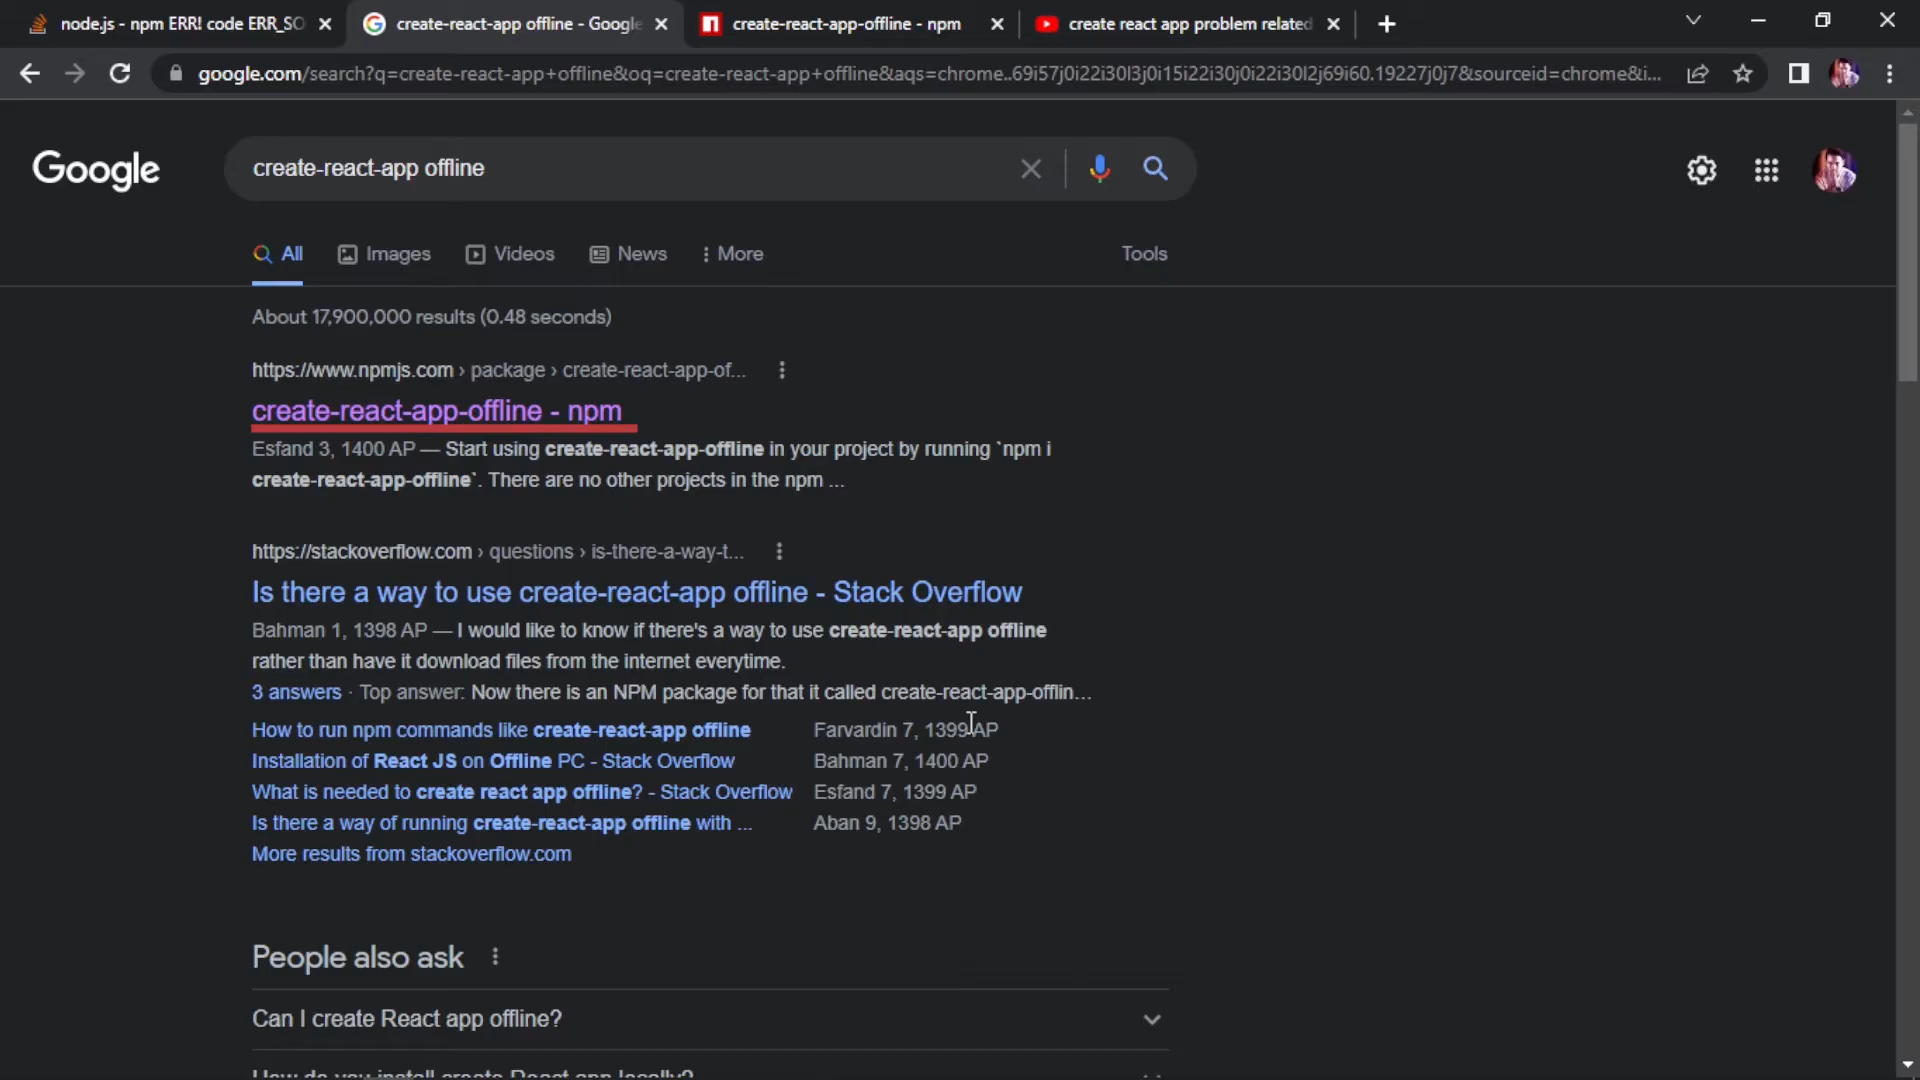 node.js - npm ERR! code ERR_SO
create-react-app offline - Google
create-react-app-offline - npm
create react app problem related
google.com/search?q=create-react-app+offline&oq=create-react-app+offline&aqs=chrome..69i57j0i22i30l3j0i15i22i30j0i22i30l2j69i60.19227j0j7&sourceid=chrome&i...
Google
create-react-app offline
All Images Videos News More Tools
About 17,900,000 results (0.48 seconds)
https://www.npmjs.com › package › create-react-app-of...
create-react-app-offline - npm
Esfand 3, 1400 AP — Start using create-react-app-offline in your project by running `npm i
create-react-app-offline`. There are no other projects in the npm ...
https://stackoverflow.com › questions › is-there-a-way-t...
Is there a way to use create-react-app offline - Stack Overflow
Bahman 1, 1398 AP — I would like to know if there's a way to use create-react-app offline
rather than have it download files from the internet everytime.
3 answers · Top answer: Now there is an NPM package for that it called create-react-app-offlin...
How to run npm commands like create-react-app offline Farvardin 7, 1399 AP
Installation of React JS on Offline PC - Stack Overflow Bahman 7, 1400 AP
What is needed to create react app offline? - Stack Overflow Esfand 7, 1399 AP
Is there a way of running create-react-app offline with ... Aban 9, 1398 AP
More results from stackoverflow.com
People also ask
Can I create React app offline?
How do you install create React app locally?